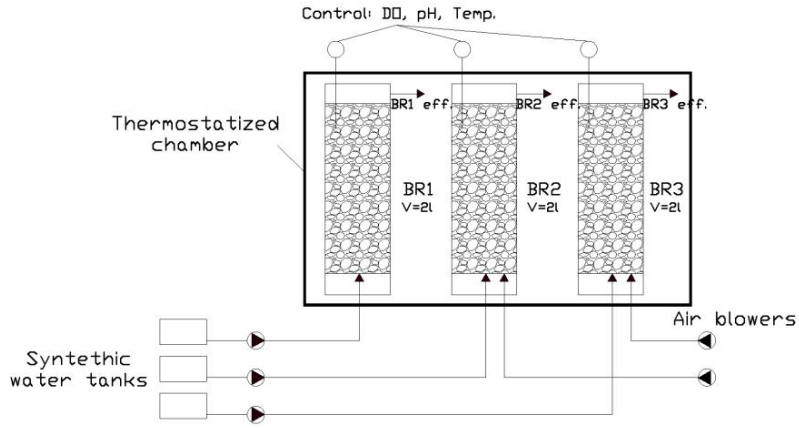 Control: DO, pH, Temp.
BR1 eff.
BR2 eff.
BR3 eff.
Thermostatized
chamber
BR1
V=2l
BR2
V=2l
BR3
V=2l
Air blowers
Syntethic
water tanks